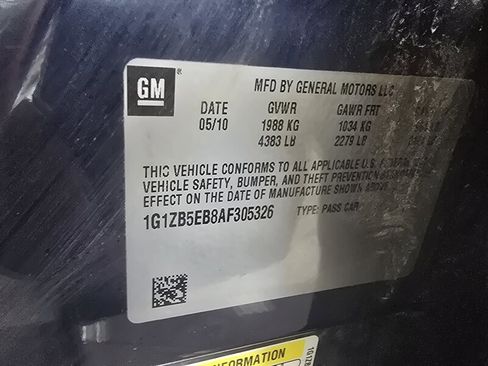 GM ®
MFD BY GENERAL MOTORS LLC
DATE GVWR GAWR FRT
05/10 1988 KG 1034 KG
4383 LB 2279 LB
THIS VEHICLE CONFORMS TO ALL APPLICABLE U.S.
VEHICLE SAFETY, BUMPER, AND THEFT PREVENTION
EFFECT ON THE DATE OF MANUFACTURE SHOWN ABOVE
1G1ZB5EB8AF305326 TYPE: PASS CAR
INFORMATION